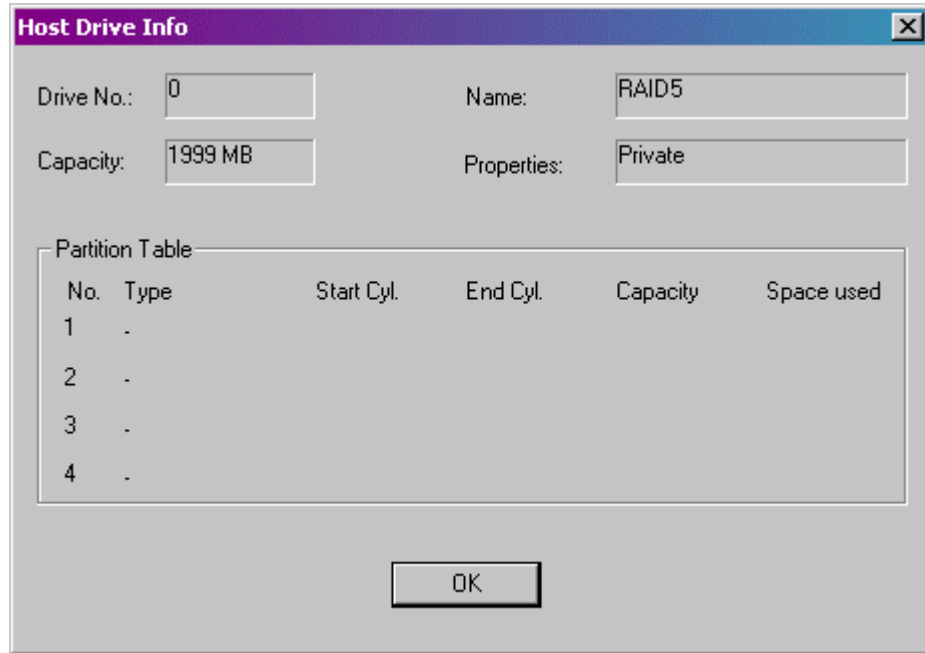 Host Drive Info
Drive No.: 0 Name: RAID5
Capacity: 1999 MB Properties: Private
Partition Table
No. Type Start Cyl. End Cyl. Capacity Space used
1 -
2 -
3 -
4 -
OK